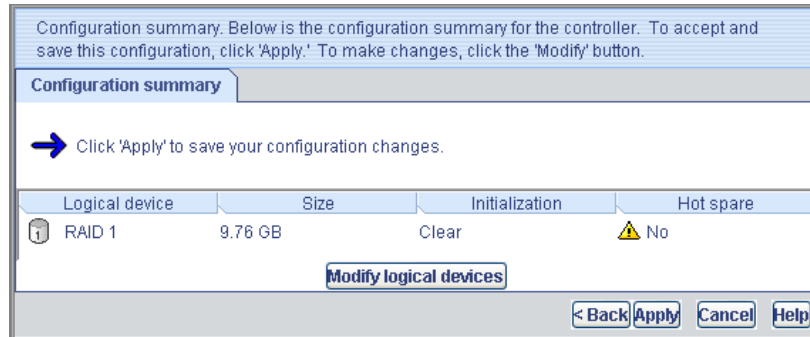 Configuration summary. Below is the configuration summary for the controller. To accept and
save this configuration, click 'Apply.' To make changes, click the 'Modify' button.
Configuration summary
Click 'Apply' to save your configuration changes.
Logical device Size Initialization Hot spare
1 RAID 1 9.76 GB Clear No
Modify logical devices
< Back Apply Cancel Help